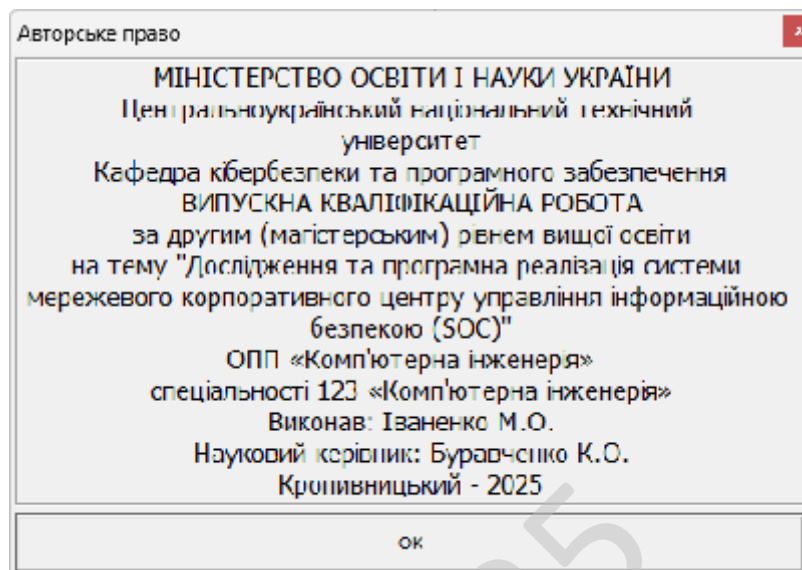 Авторське право
МІНІСТЕРСТВО ОСВІТИ І НАУКИ УКРАЇНИ
Центральноукраїнський національний технічний
університет
Кафедра кібербезпеки та програмного забезпечення
ВИПУСКНА КВАЛІФІКАЦІЙНА РОБОТА
за другим (магістерським) рівнем вищої освіти
на тему "Дослідження та програмна реалізація системи
мережевого корпоративного центру управління інформаційною
безпекою (SOC)"
ОПП «Комп'ютерна інженерія»
спеціальності 123 «Комп'ютерна інженерія»
Виконав: Іваненко М.О.
Науковий керівник: Буравченко К.О.
Кропивницький - 2025
ок